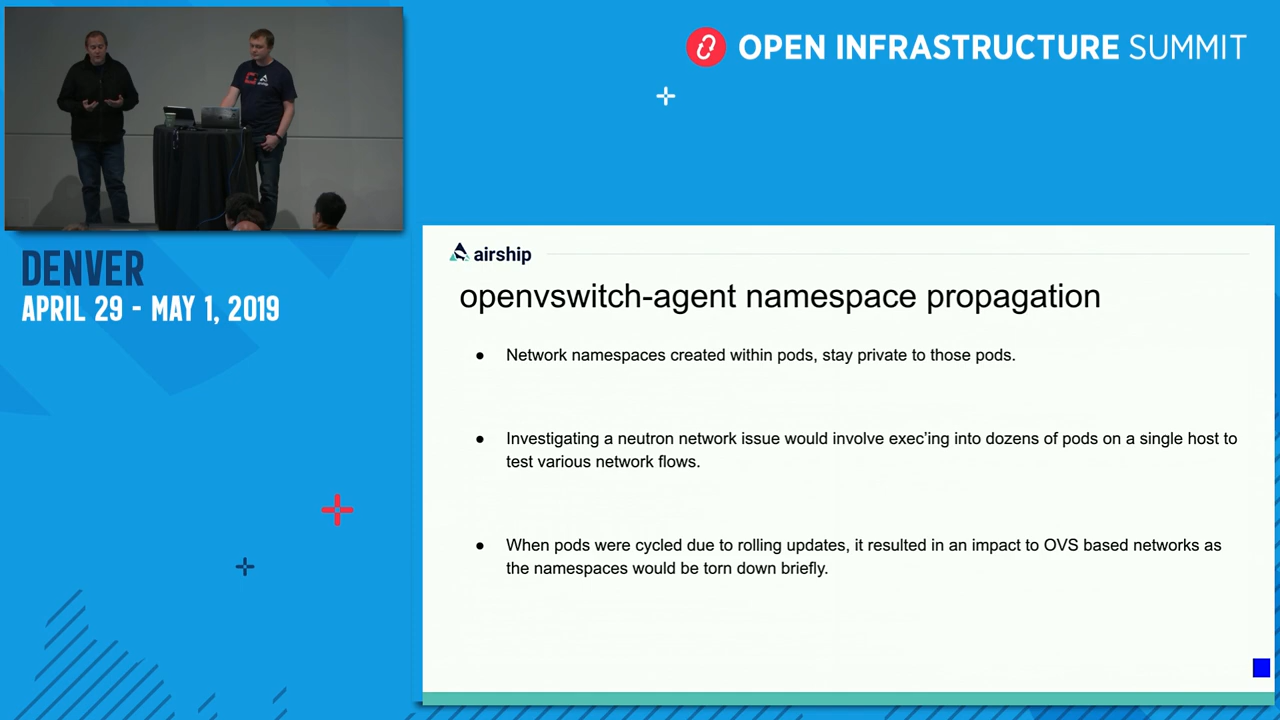 OPEN INFRASTRUCTURE SUMMIT
airship
DENVER
APRIL 29 - MAY 1, 2019
airship
openvswitch-agent namespace propagation
● Network namespaces created within pods, stay private to those pods.
● Investigating a neutron network issue would involve exec’ing into dozens of pods on a single host to
test various network flows.
● When pods were cycled due to rolling updates, it resulted in an impact to OVS based networks as
the namespaces would be torn down briefly.